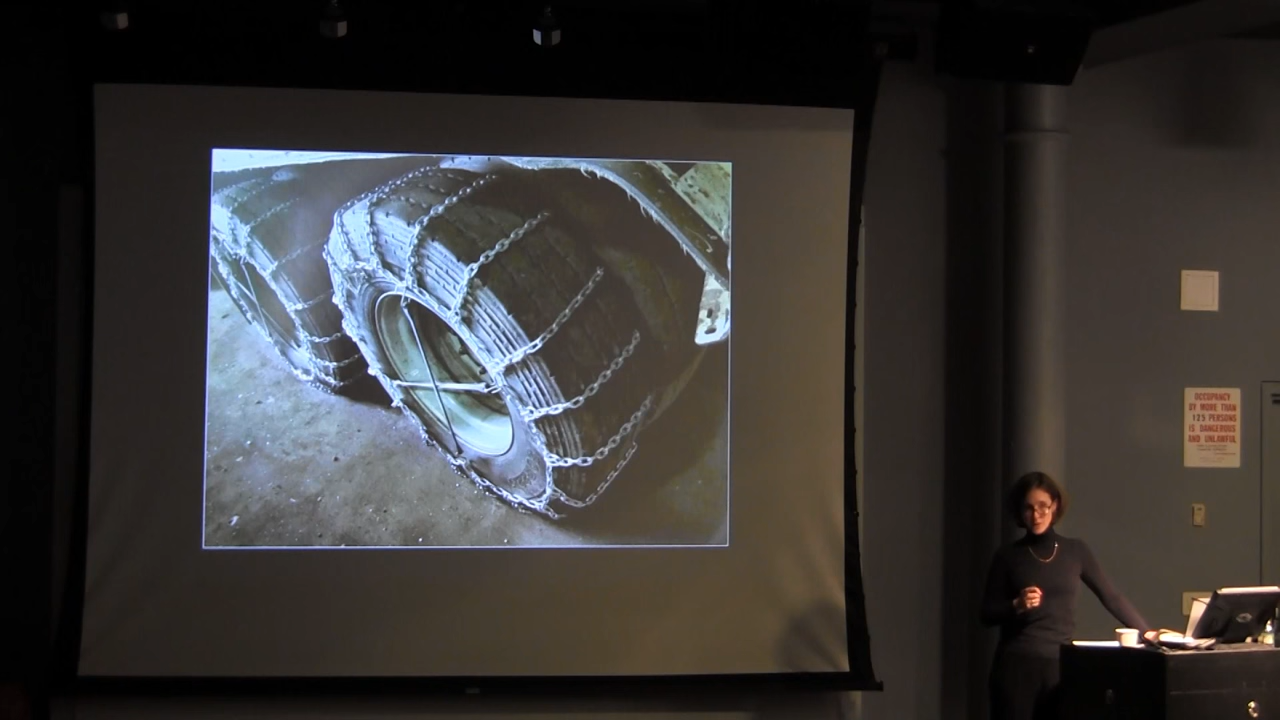 OCCUPANCY
BY MORE THAN
125 PERSONS
IS DANGEROUS
AND UNLAWFUL